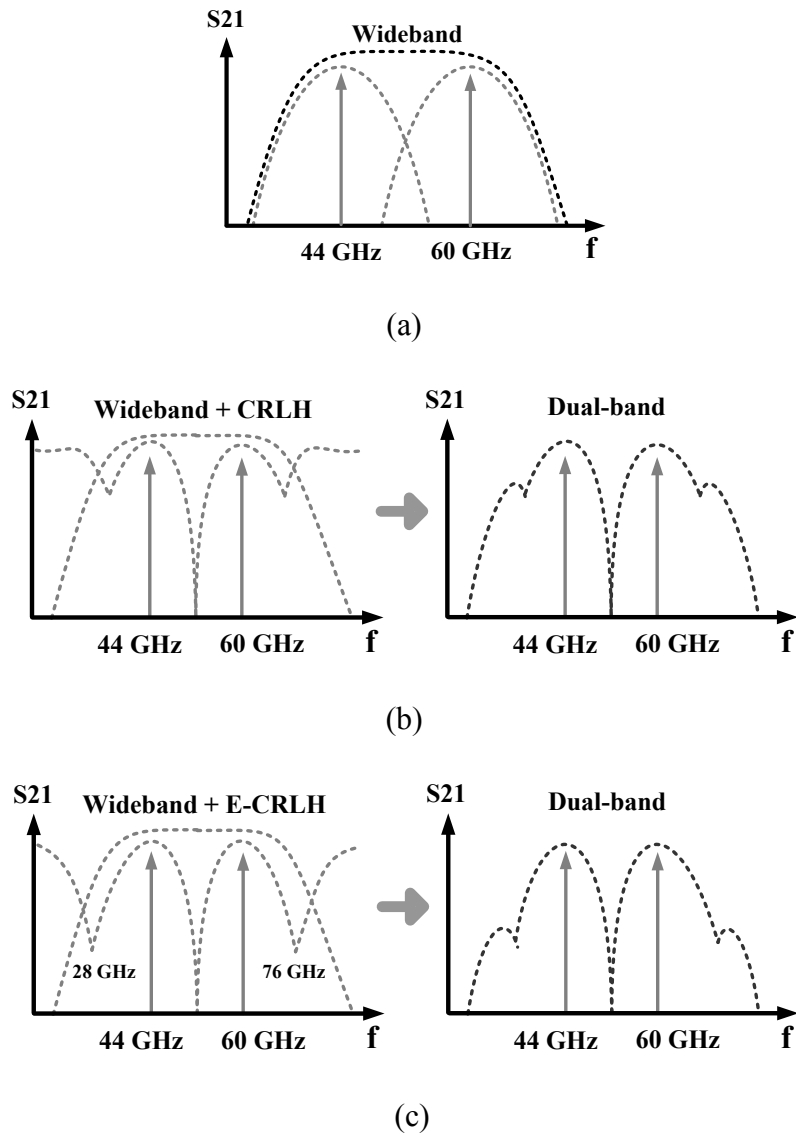 S21
Wideband
44 GHz
60 GHz
f
(a)
S21
Wideband + CRLH
44 GHz
60 GHz
f
S21
Dual-band
44 GHz
60 GHz
f
(b)
S21
Wideband + E-CRLH
28 GHz
76 GHz
44 GHz
60 GHz
f
S21
Dual-band
44 GHz
60 GHz
f
(c)